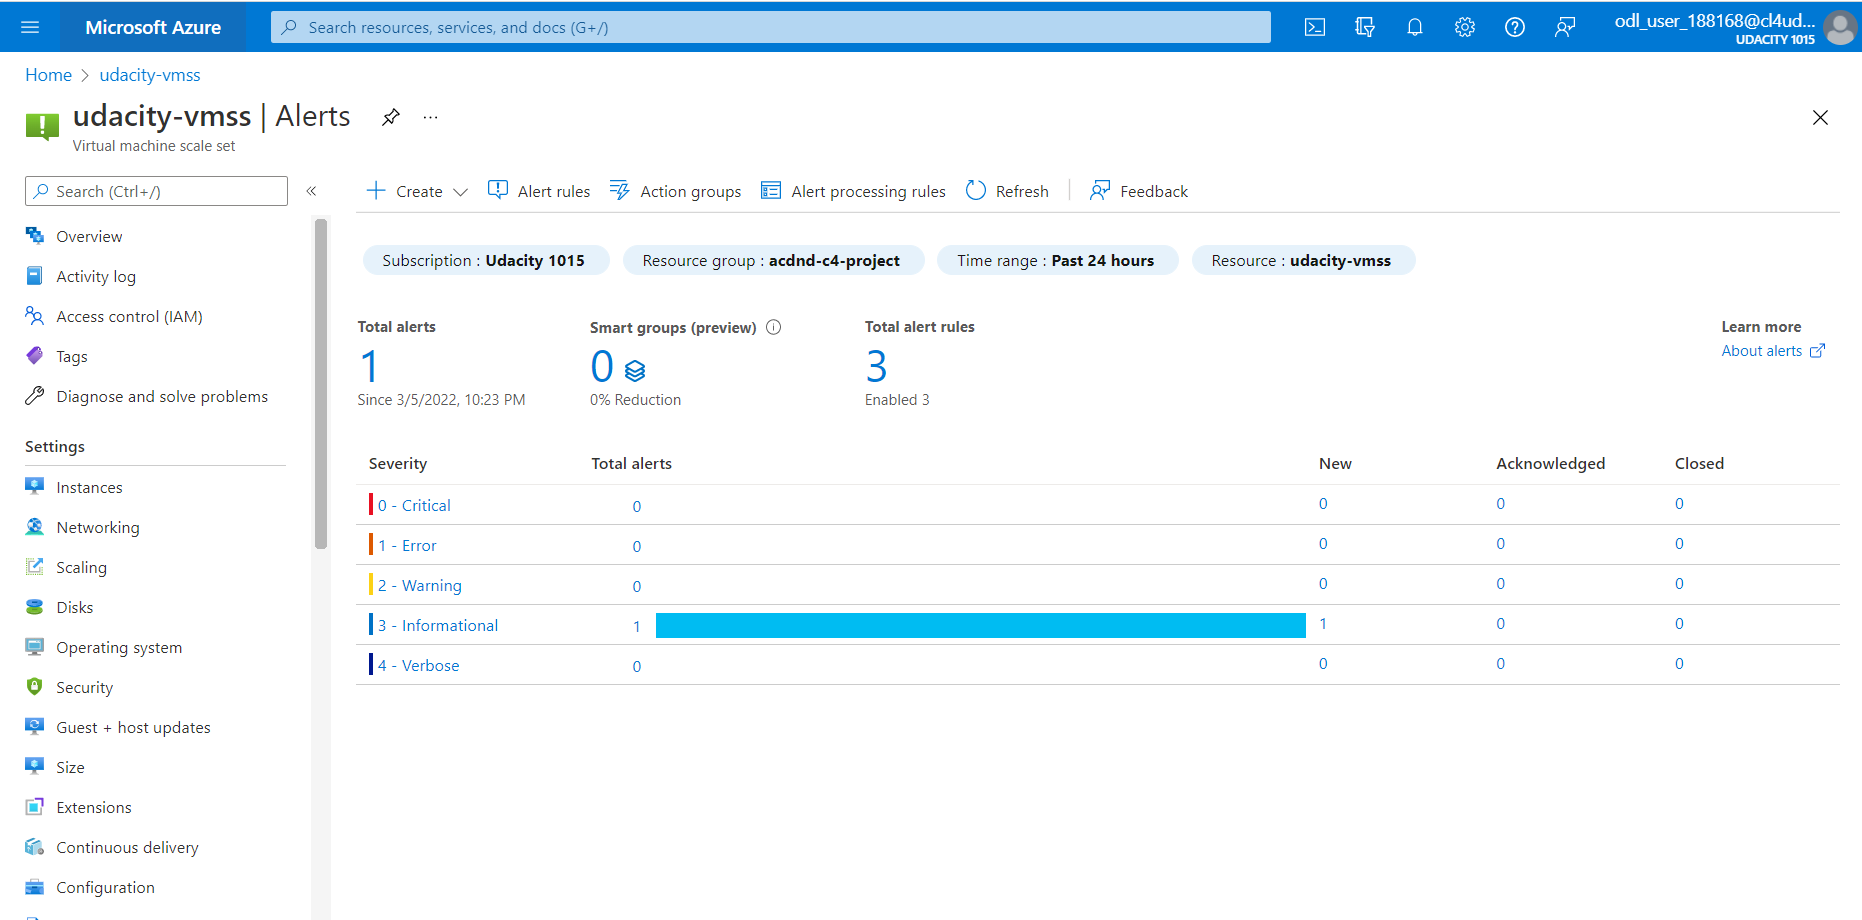 Microsoft Azure
Search resources, services, and docs (G+/)
odl_user_188168@cl4ud...
UDACITY 1015
Home > udacity-vmss
udacity-vmss | Alerts
...
Virtual machine scale set
Search (Ctrl+/)
«
Overview
Activity log
Access control (IAM)
Tags
Diagnose and solve problems
Settings
Instances
Networking
Scaling
Disks
Operating system
Security
Guest + host updates
Size
Extensions
Continuous delivery
Configuration
Create
Alert rules
Action groups
Alert processing rules
Refresh
Feedback
Subscription : Udacity 1015
Resource group : acdnd-c4-project
Time range : Past 24 hours
Resource : udacity-vmss
Total alerts
1
Since 3/5/2022, 10:23 PM
Smart groups (preview)
0
0% Reduction
Total alert rules
3
Enabled 3
Learn more
About alerts
Severity Total alerts New Acknowledged Closed
0 - Critical 0 0 0 0
1 - Error 0 0 0 0
2 - Warning 0 0 0 0
3 - Informational 1 1 0 0
4 - Verbose 0 0 0 0